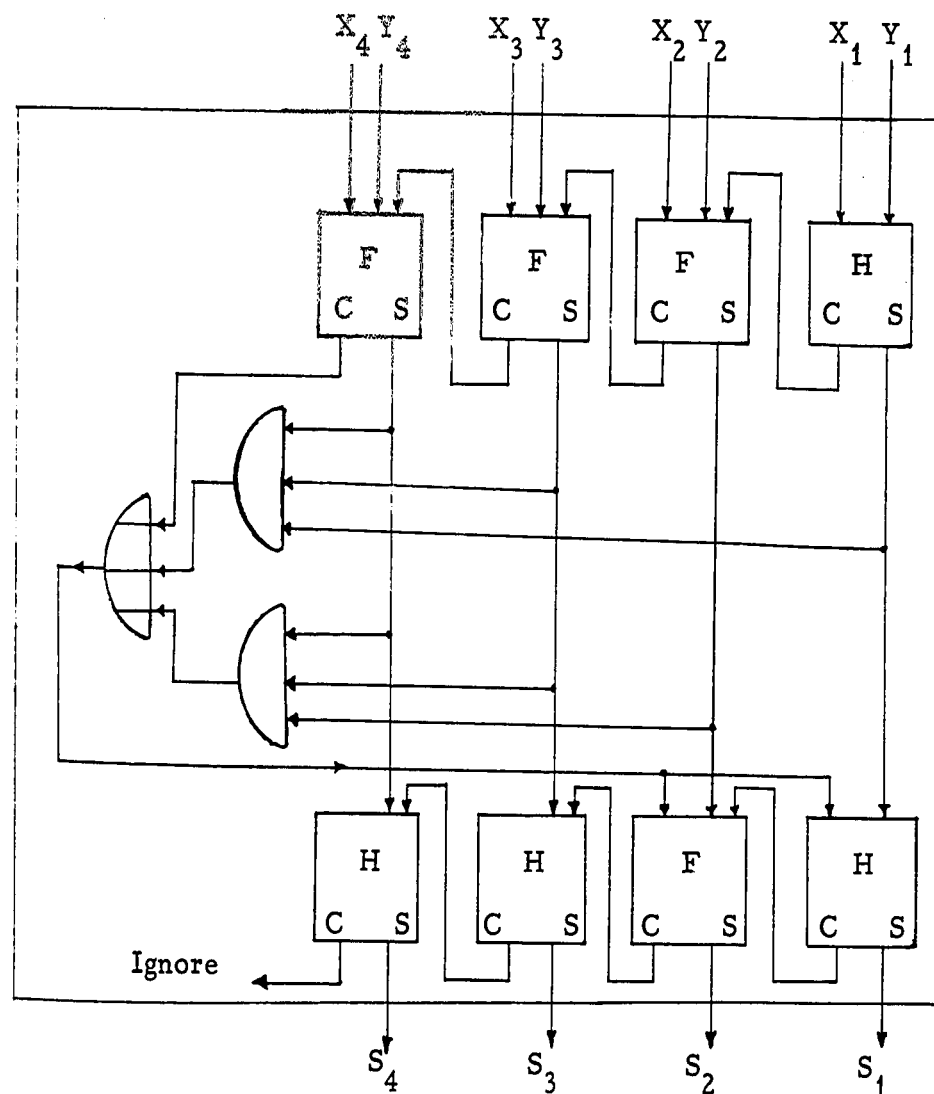 X4 Y4 X3 Y3 X2 Y2 X1 Y1
F F F H
C S C S C S C S
H H F H
C S C S C S C S
Ignore
S4 S3 S2 S1